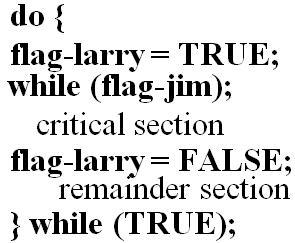 do {
flag-larry = TRUE;
while (flag-jim);
critical section
flag-larry = FALSE;
remainder section
} while (TRUE);